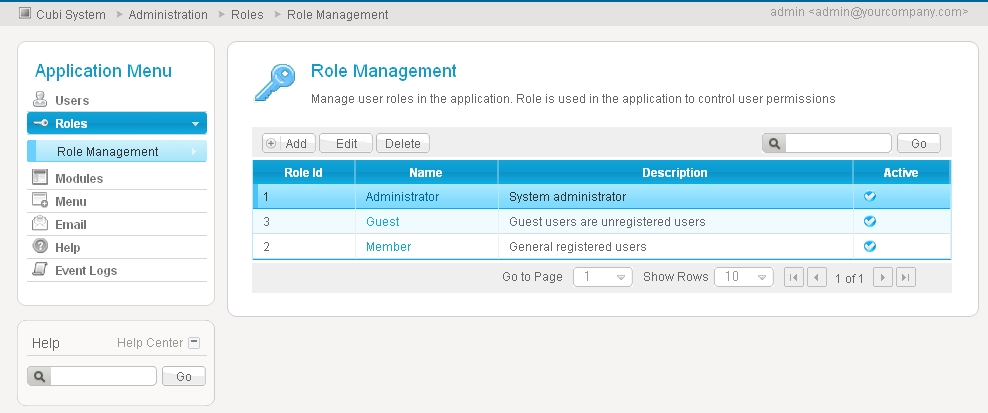 Cubi System Administration Roles Role Management
admin <admin@yourcompany.com>
Application Menu
Users
Roles
Role Management
Modules
Menu
Email
Help
Event Logs
Help Help Center
Go
Role Management
Manage user roles in the application. Role is used in the application to control user permissions
Add Edit Delete Go
Role Id Name Description Active
1 Administrator System administrator
3 Guest Guest users are unregistered users
2 Member General registered users
Go to Page 1 Show Rows 10 1 of 1